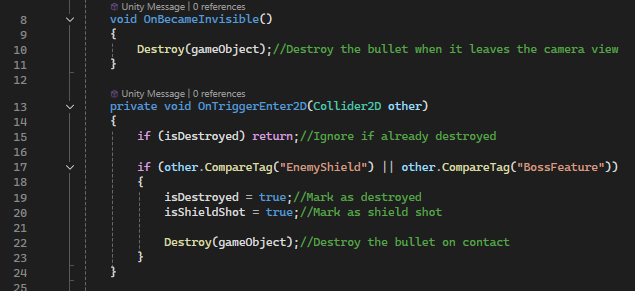 Unity Message | 0 references
8 void OnBecameInvisible()
9 {
10 Destroy(gameObject);//Destroy the bullet when it leaves the camera view
11 }
12
Unity Message | 0 references
13 private void OnTriggerEnter2D(Collider2D other)
14 {
15 if (isDestroyed) return;//Ignore if already destroyed
16
17 if (other.CompareTag("EnemyShield") || other.CompareTag("BossFeature"))
18 {
19 isDestroyed = true;//Mark as destroyed
20 isShieldShot = true;//Mark as shield shot
21
22 Destroy(gameObject);//Destroy the bullet on contact
23 }
24 }
25